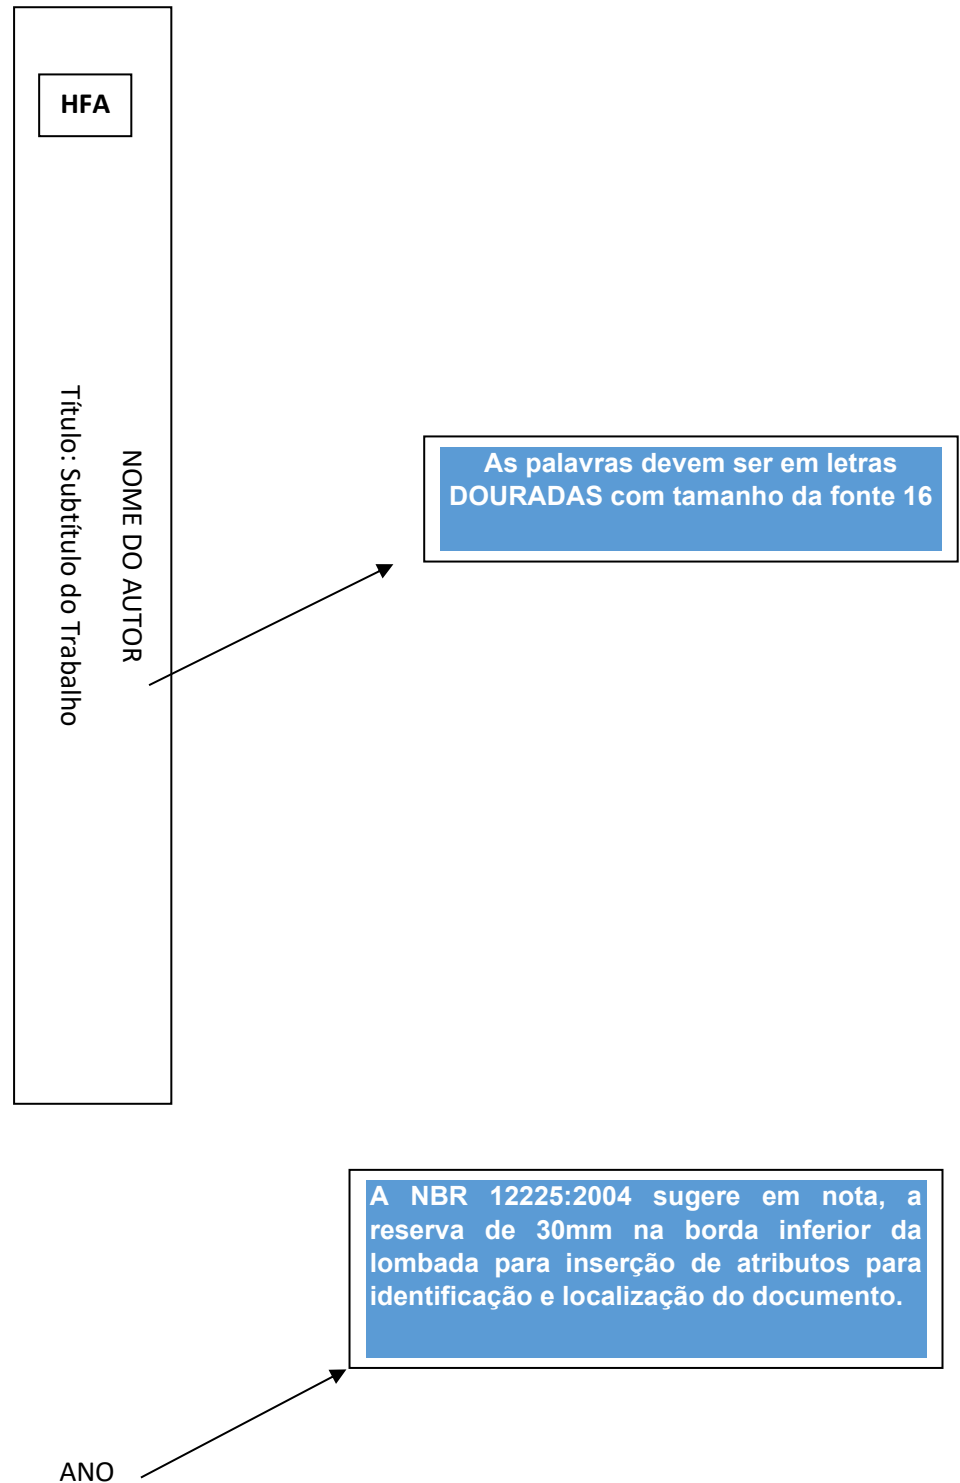 HFA
NOME DO AUTOR
Título: Subtítulo do Trabalho
As palavras devem ser em letras
DOURADAS com tamanho da fonte 16
A NBR 12225:2004 sugere em nota, a
reserva de 30mm na borda inferior da
lombada para inserção de atributos para
identificação e localização do documento.
ANO